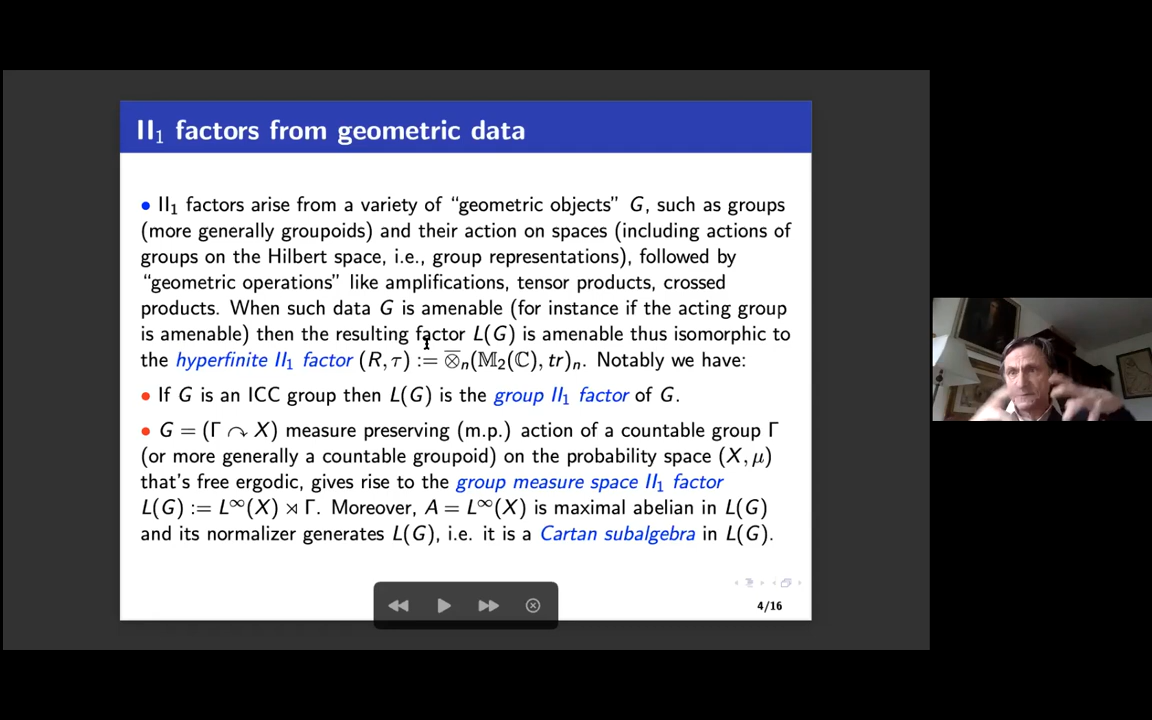 II₁ factors from geometric data
• II₁ factors arise from a variety of “geometric objects” G, such as groups
(more generally groupoids) and their action on spaces (including actions of
groups on the Hilbert space, i.e., group representations), followed by
“geometric operations” like amplifications, tensor products, crossed
products. When such data G is amenable (for instance if the acting group
is amenable) then the resulting factor L(G) is amenable thus isomorphic to
the hyperfinite II₁ factor (R, τ) := ⊗̅ₙ(𝕄₂(ℂ), tr)ₙ. Notably we have:
• If G is an ICC group then L(G) is the group II₁ factor of G.
• G = (Γ ↷ X) measure preserving (m.p.) action of a countable group Γ
(or more generally a countable groupoid) on the probability space (X, μ)
that's free ergodic, gives rise to the group measure space II₁ factor
L(G) := L∞(X) ⋊ Γ. Moreover, A = L∞(X) is maximal abelian in L(G)
and its normalizer generates L(G), i.e. it is a Cartan subalgebra in L(G).
4/16